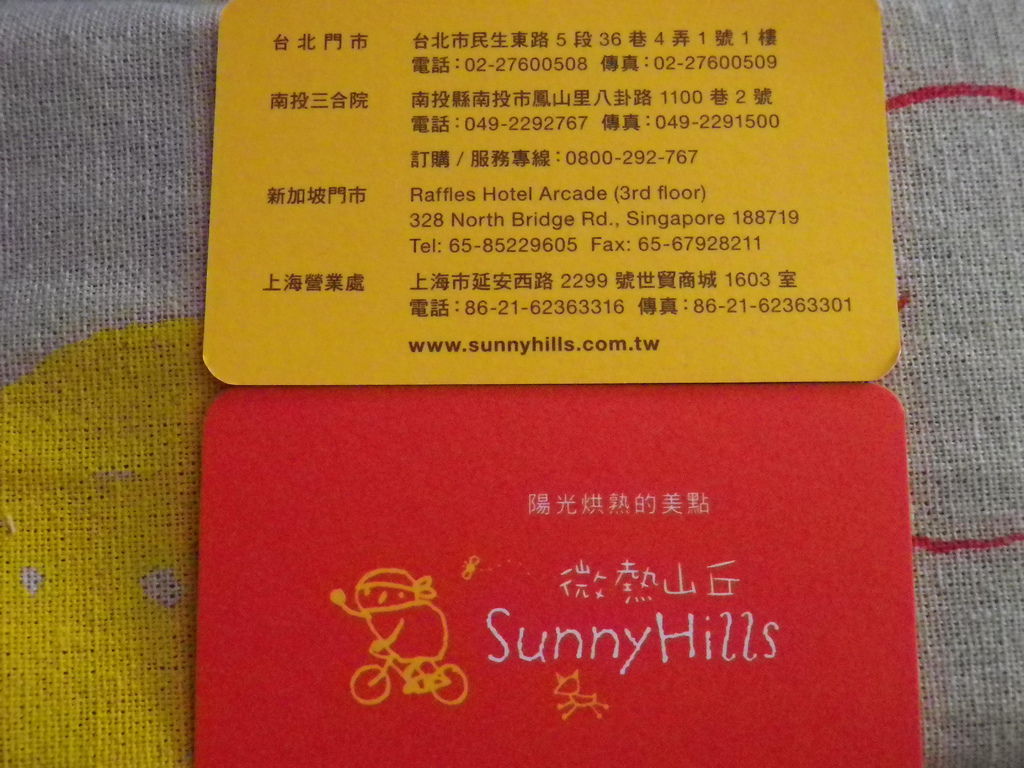 台北門市 台北市民生東路 5 段 36 巷 4 弄 1 號 1 樓
電話：02-27600508 傳真：02-27600509
南投三合院 南投縣南投市鳳山里八卦路 1100 巷 2 號
電話：049-2292767 傳真：049-2291500
訂購 / 服務專線：0800-292-767
新加坡門市 Raffles Hotel Arcade (3rd floor)
328 North Bridge Rd., Singapore 188719
Tel: 65-85229605 Fax: 65-67928211
上海營業處 上海市延安西路 2299 號世貿商城 1603 室
電話：86-21-62363316 傳真：86-21-62363301
www.sunnyhills.com.tw
陽光烘熟的美點
微熱山丘
SunnyHills